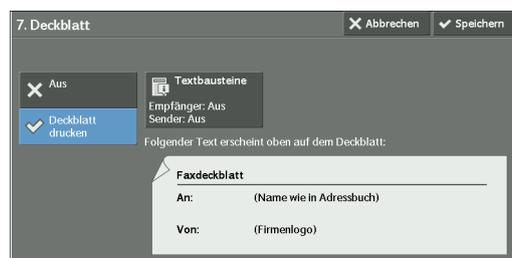 7. Deckblatt
Abbrechen
Speichern
Aus
Deckblatt
drucken
Textbausteine
Empfänger: Aus
Sender: Aus
Folgender Text erscheint oben auf dem Deckblatt:
Faxdeckblatt
An: (Name wie in Adressbuch)
Von: (Firmenlogo)